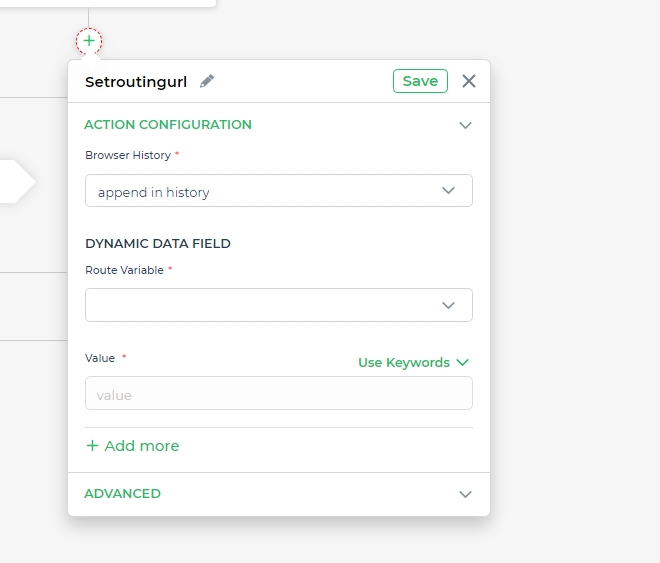 Setroutingurl
Save
ACTION CONFIGURATION
Browser History *
append in history
DYNAMIC DATA FIELD
Route Variable *
Value *
Use Keywords
value
+ Add more
ADVANCED